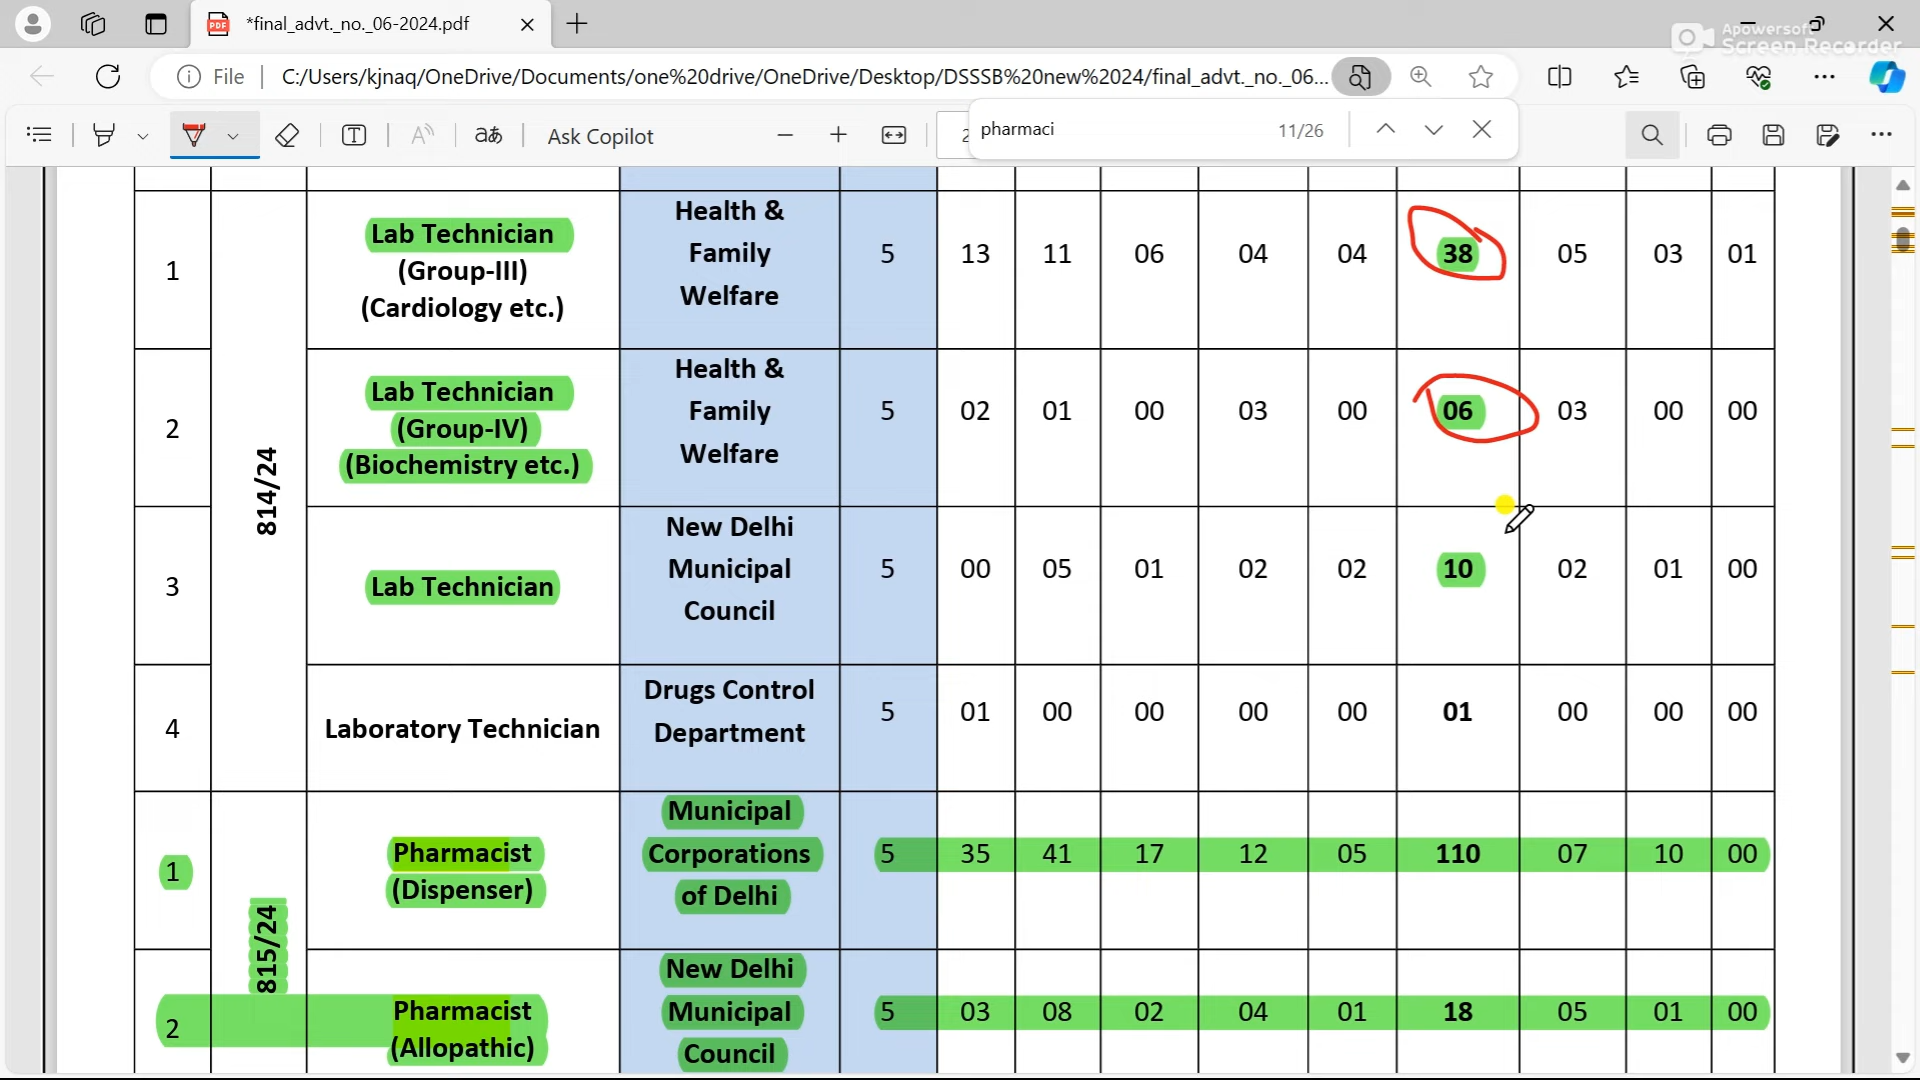 *final_advt._no._06-2024.pdf
Apowersoft
Screen Recorder
File
C:/Users/kjnaq/OneDrive/Documents/one%20drive/OneDrive/Desktop/DSSSB%20new%2024/final_advt._no._06...
aあ
Ask Copilot
2
pharmaci
11/26
1
Lab Technician
(Group-III)
(Cardiology etc.)
Health &
Family
Welfare
5 13 11 06 04 04 38 05 03 01
2
Lab Technician
(Group-IV)
(Biochemistry etc.)
Health &
Family
Welfare
5 02 01 00 03 00 06 03 00 00
814/24
3
Lab Technician
New Delhi
Municipal
Council
5 00 05 01 02 02 10 02 01 00
4
Laboratory Technician
Drugs Control
Department
5 01 00 00 00 00 01 00 00 00
1
Pharmacist
(Dispenser)
Municipal
Corporations
of Delhi
5 35 41 17 12 05 110 07 10 00
815/24
2
Pharmacist
(Allopathic)
New Delhi
Municipal
Council
5 03 08 02 04 01 18 05 01 00